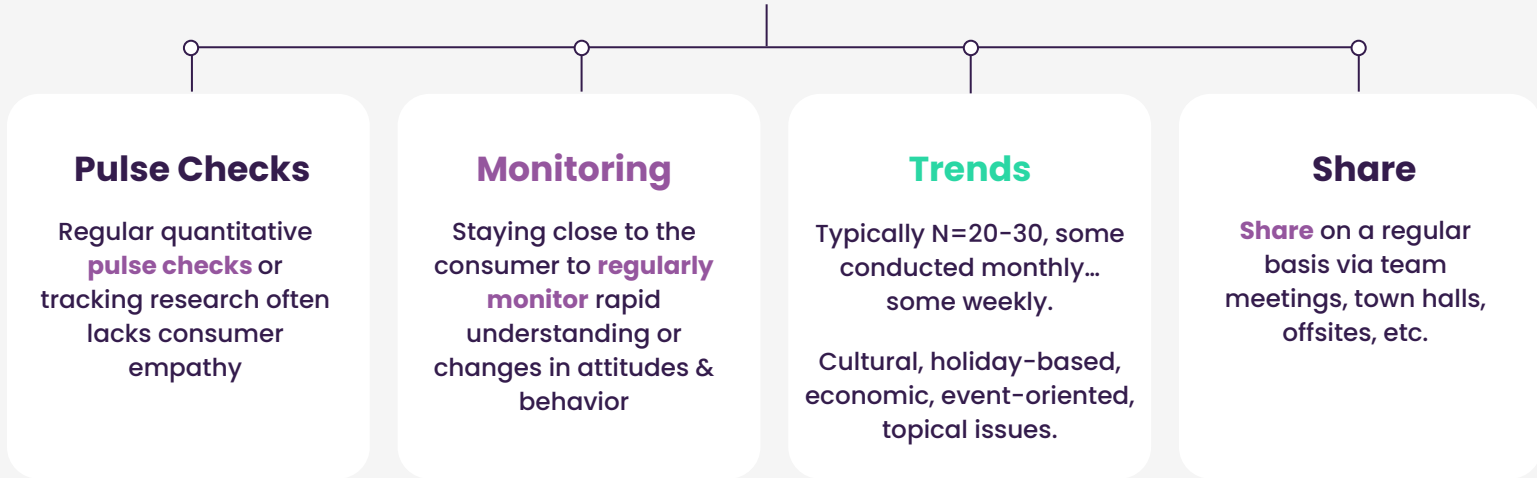 Pulse Checks
Regular quantitative
pulse checks or
tracking research often
lacks consumer
empathy
Monitoring
Staying close to the
consumer to regularly
monitor rapid
understanding or
changes in attitudes &
behavior
Trends
Typically N=20-30, some
conducted monthly...
some weekly.
Cultural, holiday-based,
economic, event-oriented,
topical issues.
Share
Share on a regular
basis via team
meetings, town halls,
offsites, etc.